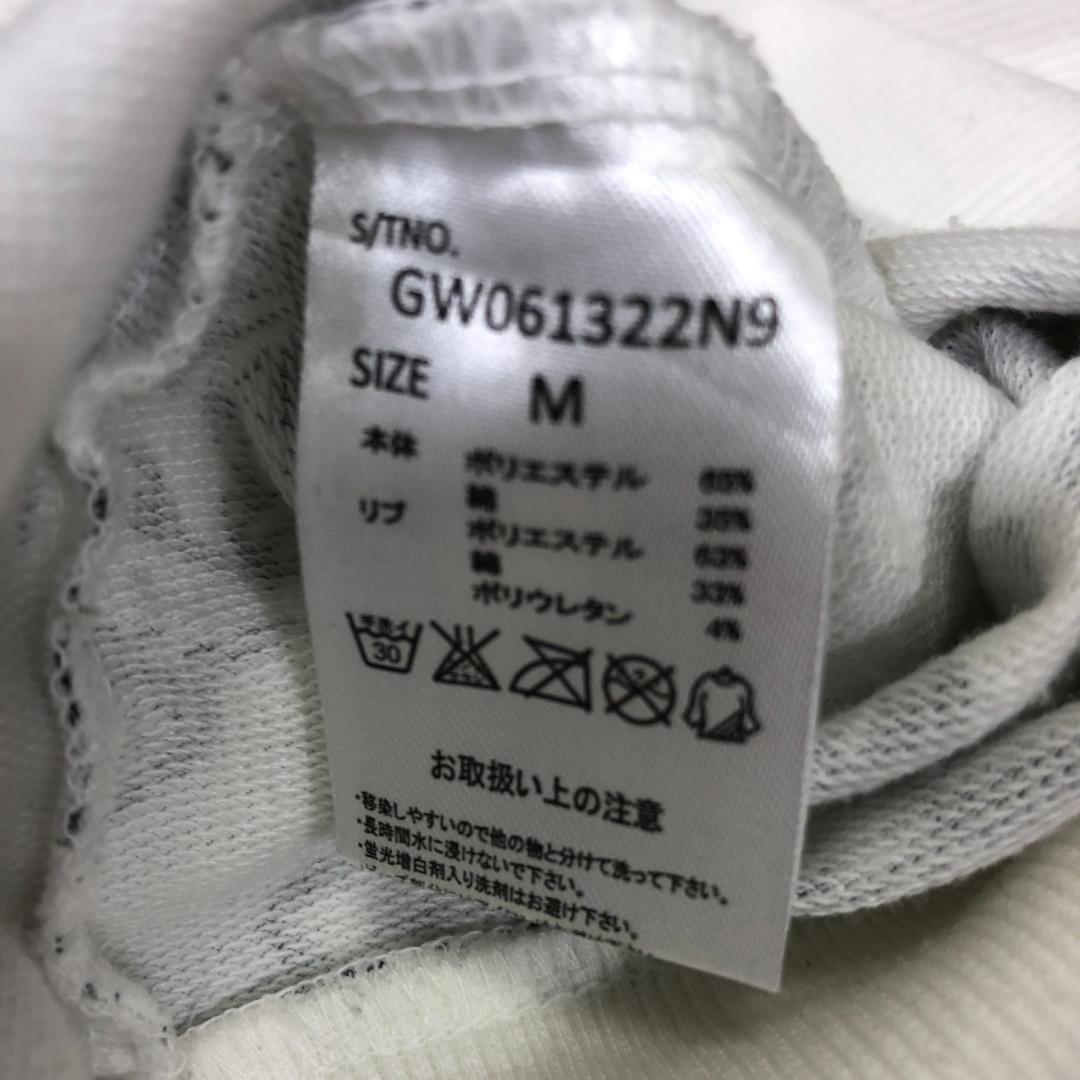 S/TNO.
GW061322N9
SIZE M
本体 ポリエステル 65%
綿 35%
リブ ポリエステル 63%
綿 33%
ポリウレタン 4%
手洗イ
30
お取扱い上の注意
・移染しやすいので他の物と分けて洗って下さい。
・長時間水に浸けないで下さい。
・蛍光増白剤入り洗剤はお避け下さい。